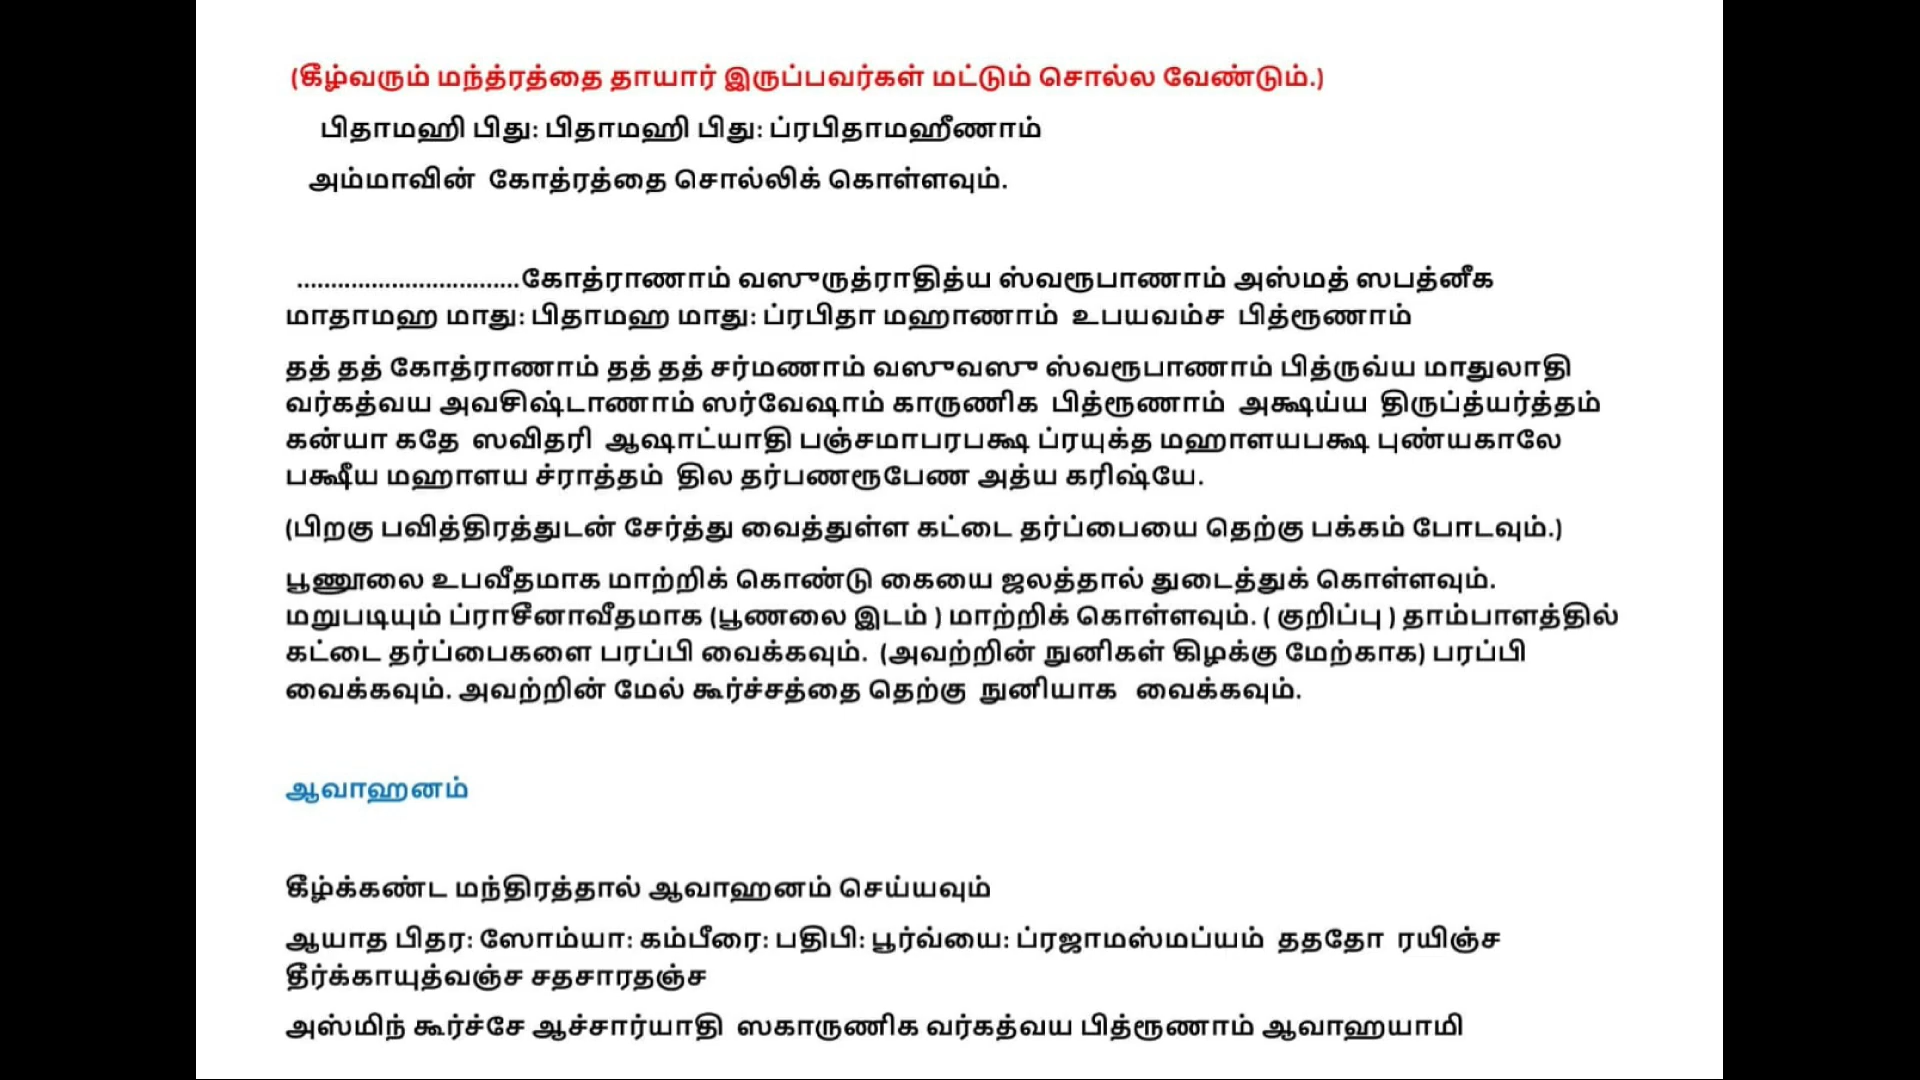 (கீழ்வரும் மந்த்ரத்தை தாயார் இருப்பவர்கள் மட்டும் சொல்ல வேண்டும்.)
பிதாமஹி பிது: பிதாமஹி பிது: ப்ரபிதாமஹீணாம்
அம்மாவின் கோத்ரத்தை சொல்லிக் கொள்ளவும்.
.................................கோத்ராணாம் வஸுருத்ராதித்ய ஸ்வரூபாணாம் அஸ்மத் ஸபத்னீக
மாதாமஹ மாது: பிதாமஹ மாது: ப்ரபிதா மஹாணாம் உபயவம்ச பித்ரூணாம்
தத் தத் கோத்ராணாம் தத் தத் சர்மணாம் வஸுவஸு ஸ்வரூபாணாம் பித்ருவ்ய மாதுலாதி
வர்கத்வய அவசிஷ்டாணாம் ஸர்வேஷாம் காருணிக பித்ரூணாம் அக்ஷய்ய திருப்த்யர்த்தம்
கன்யா கதே ஸவிதரி ஆஷாட்யாதி பஞ்சமாபரபக்ஷ ப்ரயுக்த மஹாளயபக்ஷ புண்யகாலே
பக்ஷீய மஹாளய ச்ராத்தம் தில தர்பணரூபேண அத்ய கரிஷ்யே.
(பிறகு பவித்திரத்துடன் சேர்த்து வைத்துள்ள கட்டை தர்ப்பையை தெற்கு பக்கம் போடவும்.)
பூணூலை உபவீதமாக மாற்றிக் கொண்டு கையை ஜலத்தால் துடைத்துக் கொள்ளவும்.
மறுபடியும் ப்ராசீனாவீதமாக (பூணலை இடம் ) மாற்றிக் கொள்ளவும். ( குறிப்பு ) தாம்பாளத்தில்
கட்டை தர்ப்பைகளை பரப்பி வைக்கவும். (அவற்றின் நுனிகள் கிழக்கு மேற்காக) பரப்பி
வைக்கவும். அவற்றின் மேல் கூர்ச்சத்தை தெற்கு நுனியாக வைக்கவும்.
ஆவாஹனம்
கீழ்க்கண்ட மந்திரத்தால் ஆவாஹனம் செய்யவும்
ஆயாத பிதர: ஸோம்யா: கம்பீரை: பதிபி: பூர்வ்யை: ப்ரஜாமஸ்மப்யம் தததோ ரயிஞ்ச
தீர்க்காயுத்வஞ்ச சதசாரதஞ்ச
அஸ்மிந் கூர்ச்சே ஆச்சார்யாதி ஸகாருணிக வர்கத்வய பித்ரூணாம் ஆவாஹயாமி